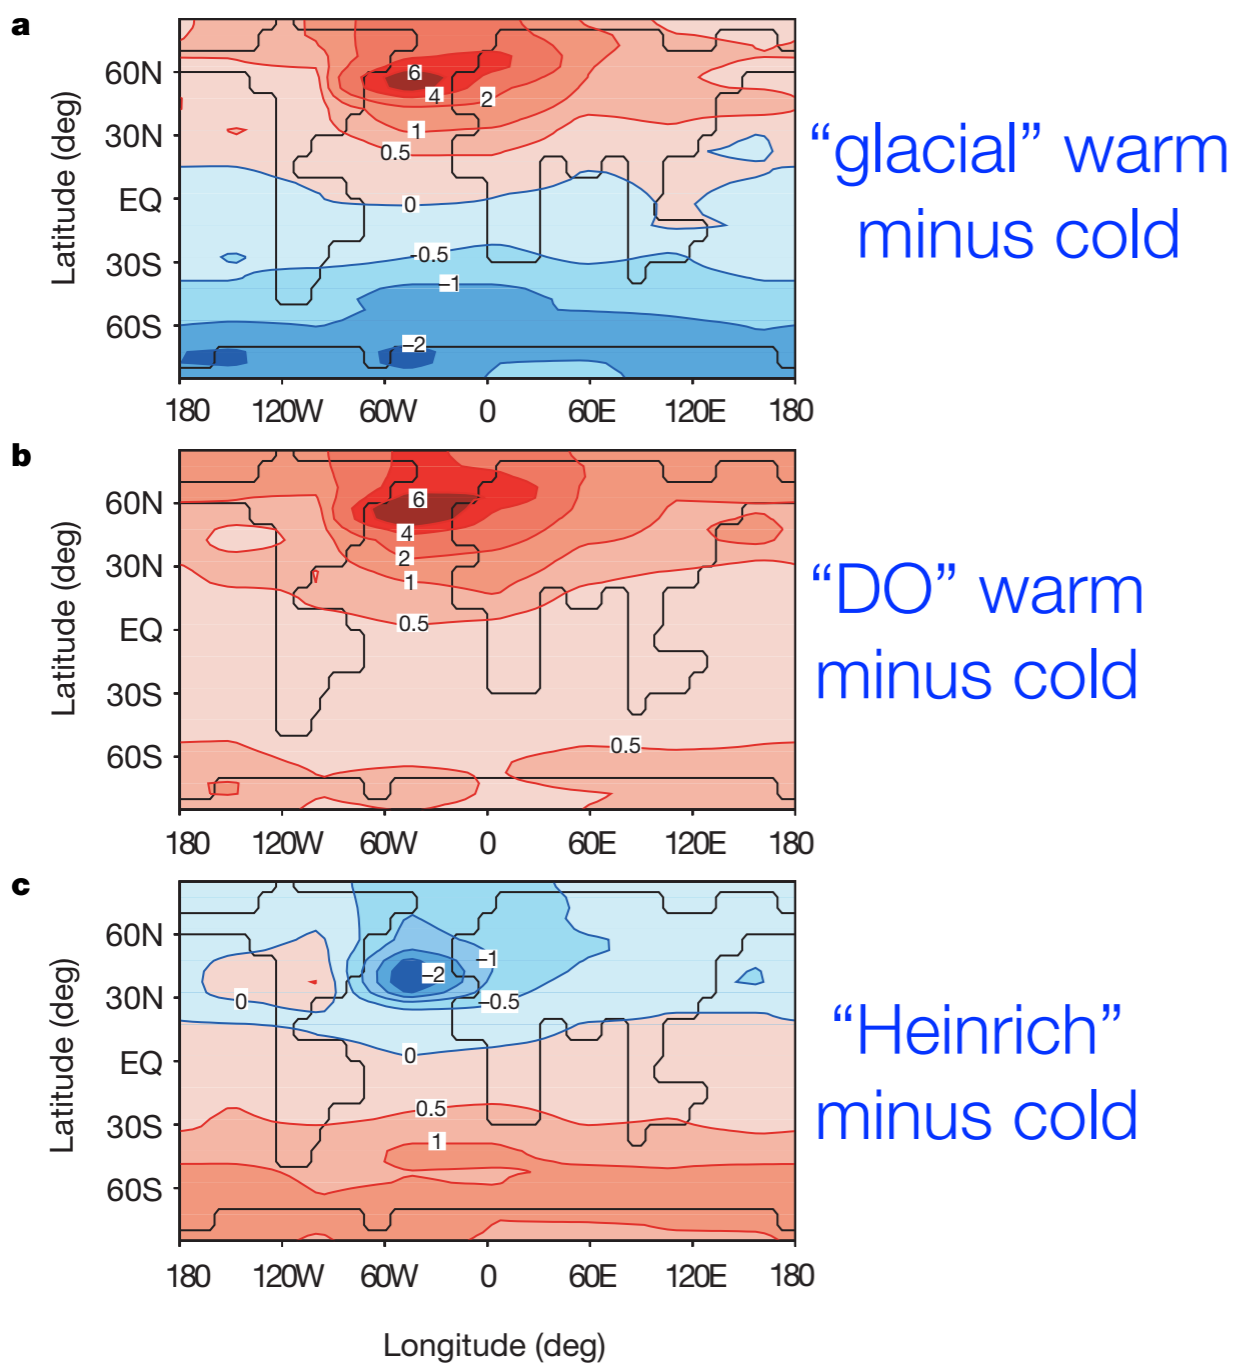 a
60N
30N
EQ
30S
60S
Latitude (deg)
6
4
2
1
0.5
0
-0.5
−1
−2
180 120W 60W 0 60E 120E 180
“glacial” warm
minus cold
b
60N
30N
EQ
30S
60S
Latitude (deg)
6
4
2
1
0.5
0.5
180 120W 60W 0 60E 120E 180
“DO” warm
minus cold
c
60N
30N
EQ
30S
60S
Latitude (deg)
−1
−2
0
−0.5
0
0.5
1
180 120W 60W 0 60E 120E 180
“Heinrich”
minus cold
Longitude (deg)